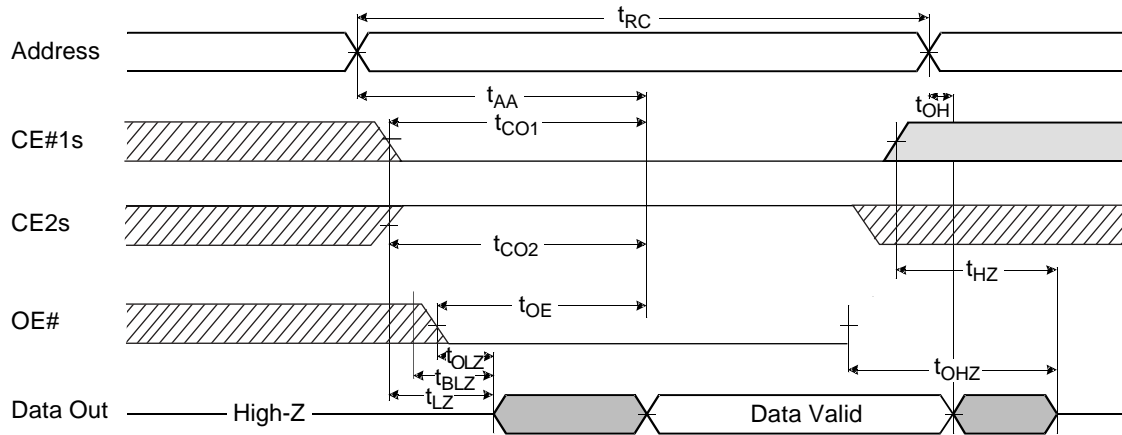 tRC
Address
tAA
tOH
tCO1
CE#1s
CE2s
tCO2
tHZ
tOE
OE#
tOLZ
tBLZ
tOHZ
tLZ
Data Out High-Z Data Valid